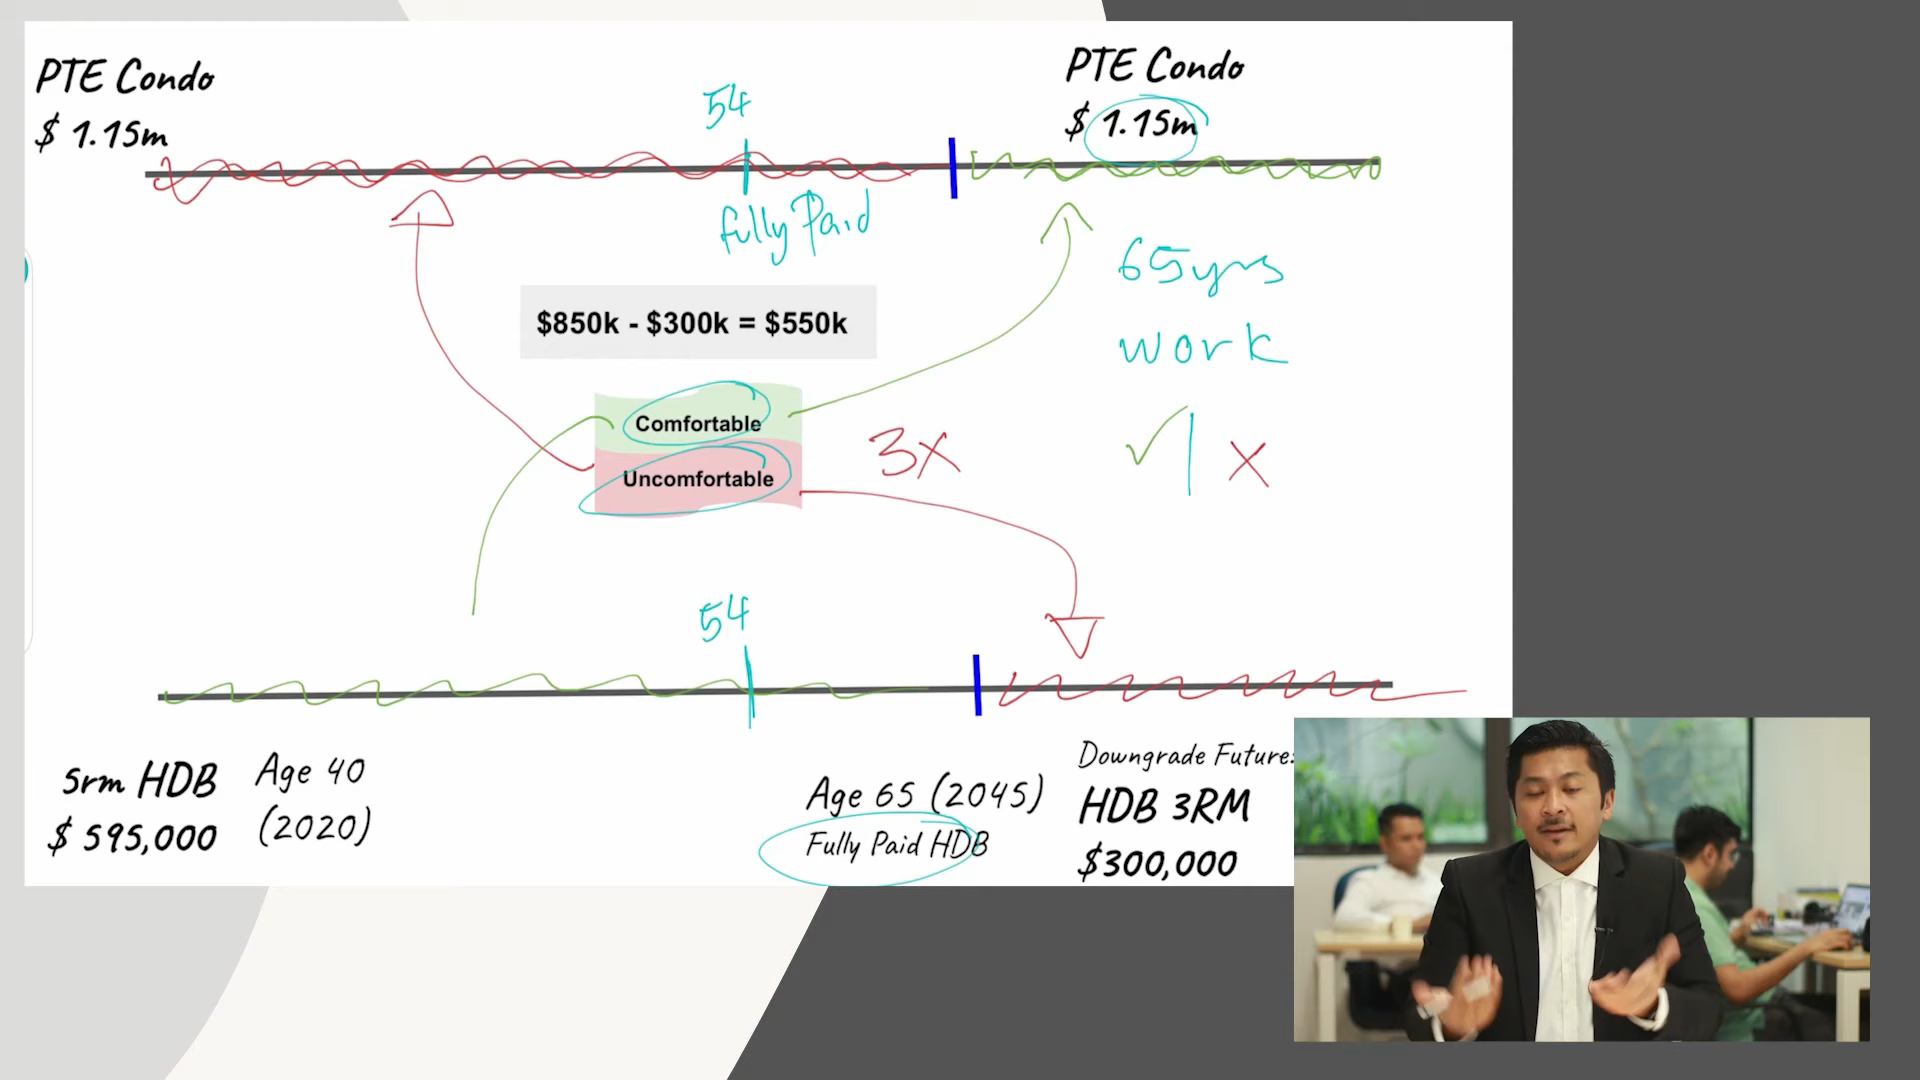 PTE Condo
$ 1.15m
54
PTE Condo
$ 1.15m
fully Paid
65yrs
work
$850k - $300k = $550k
Comfortable
Uncomfortable
3X
54
5rm HDB
$ 595,000
Age 40
(2020)
Age 65 (2045)
Fully Paid HDB
Downgrade Future:
HDB 3RM
$300,000